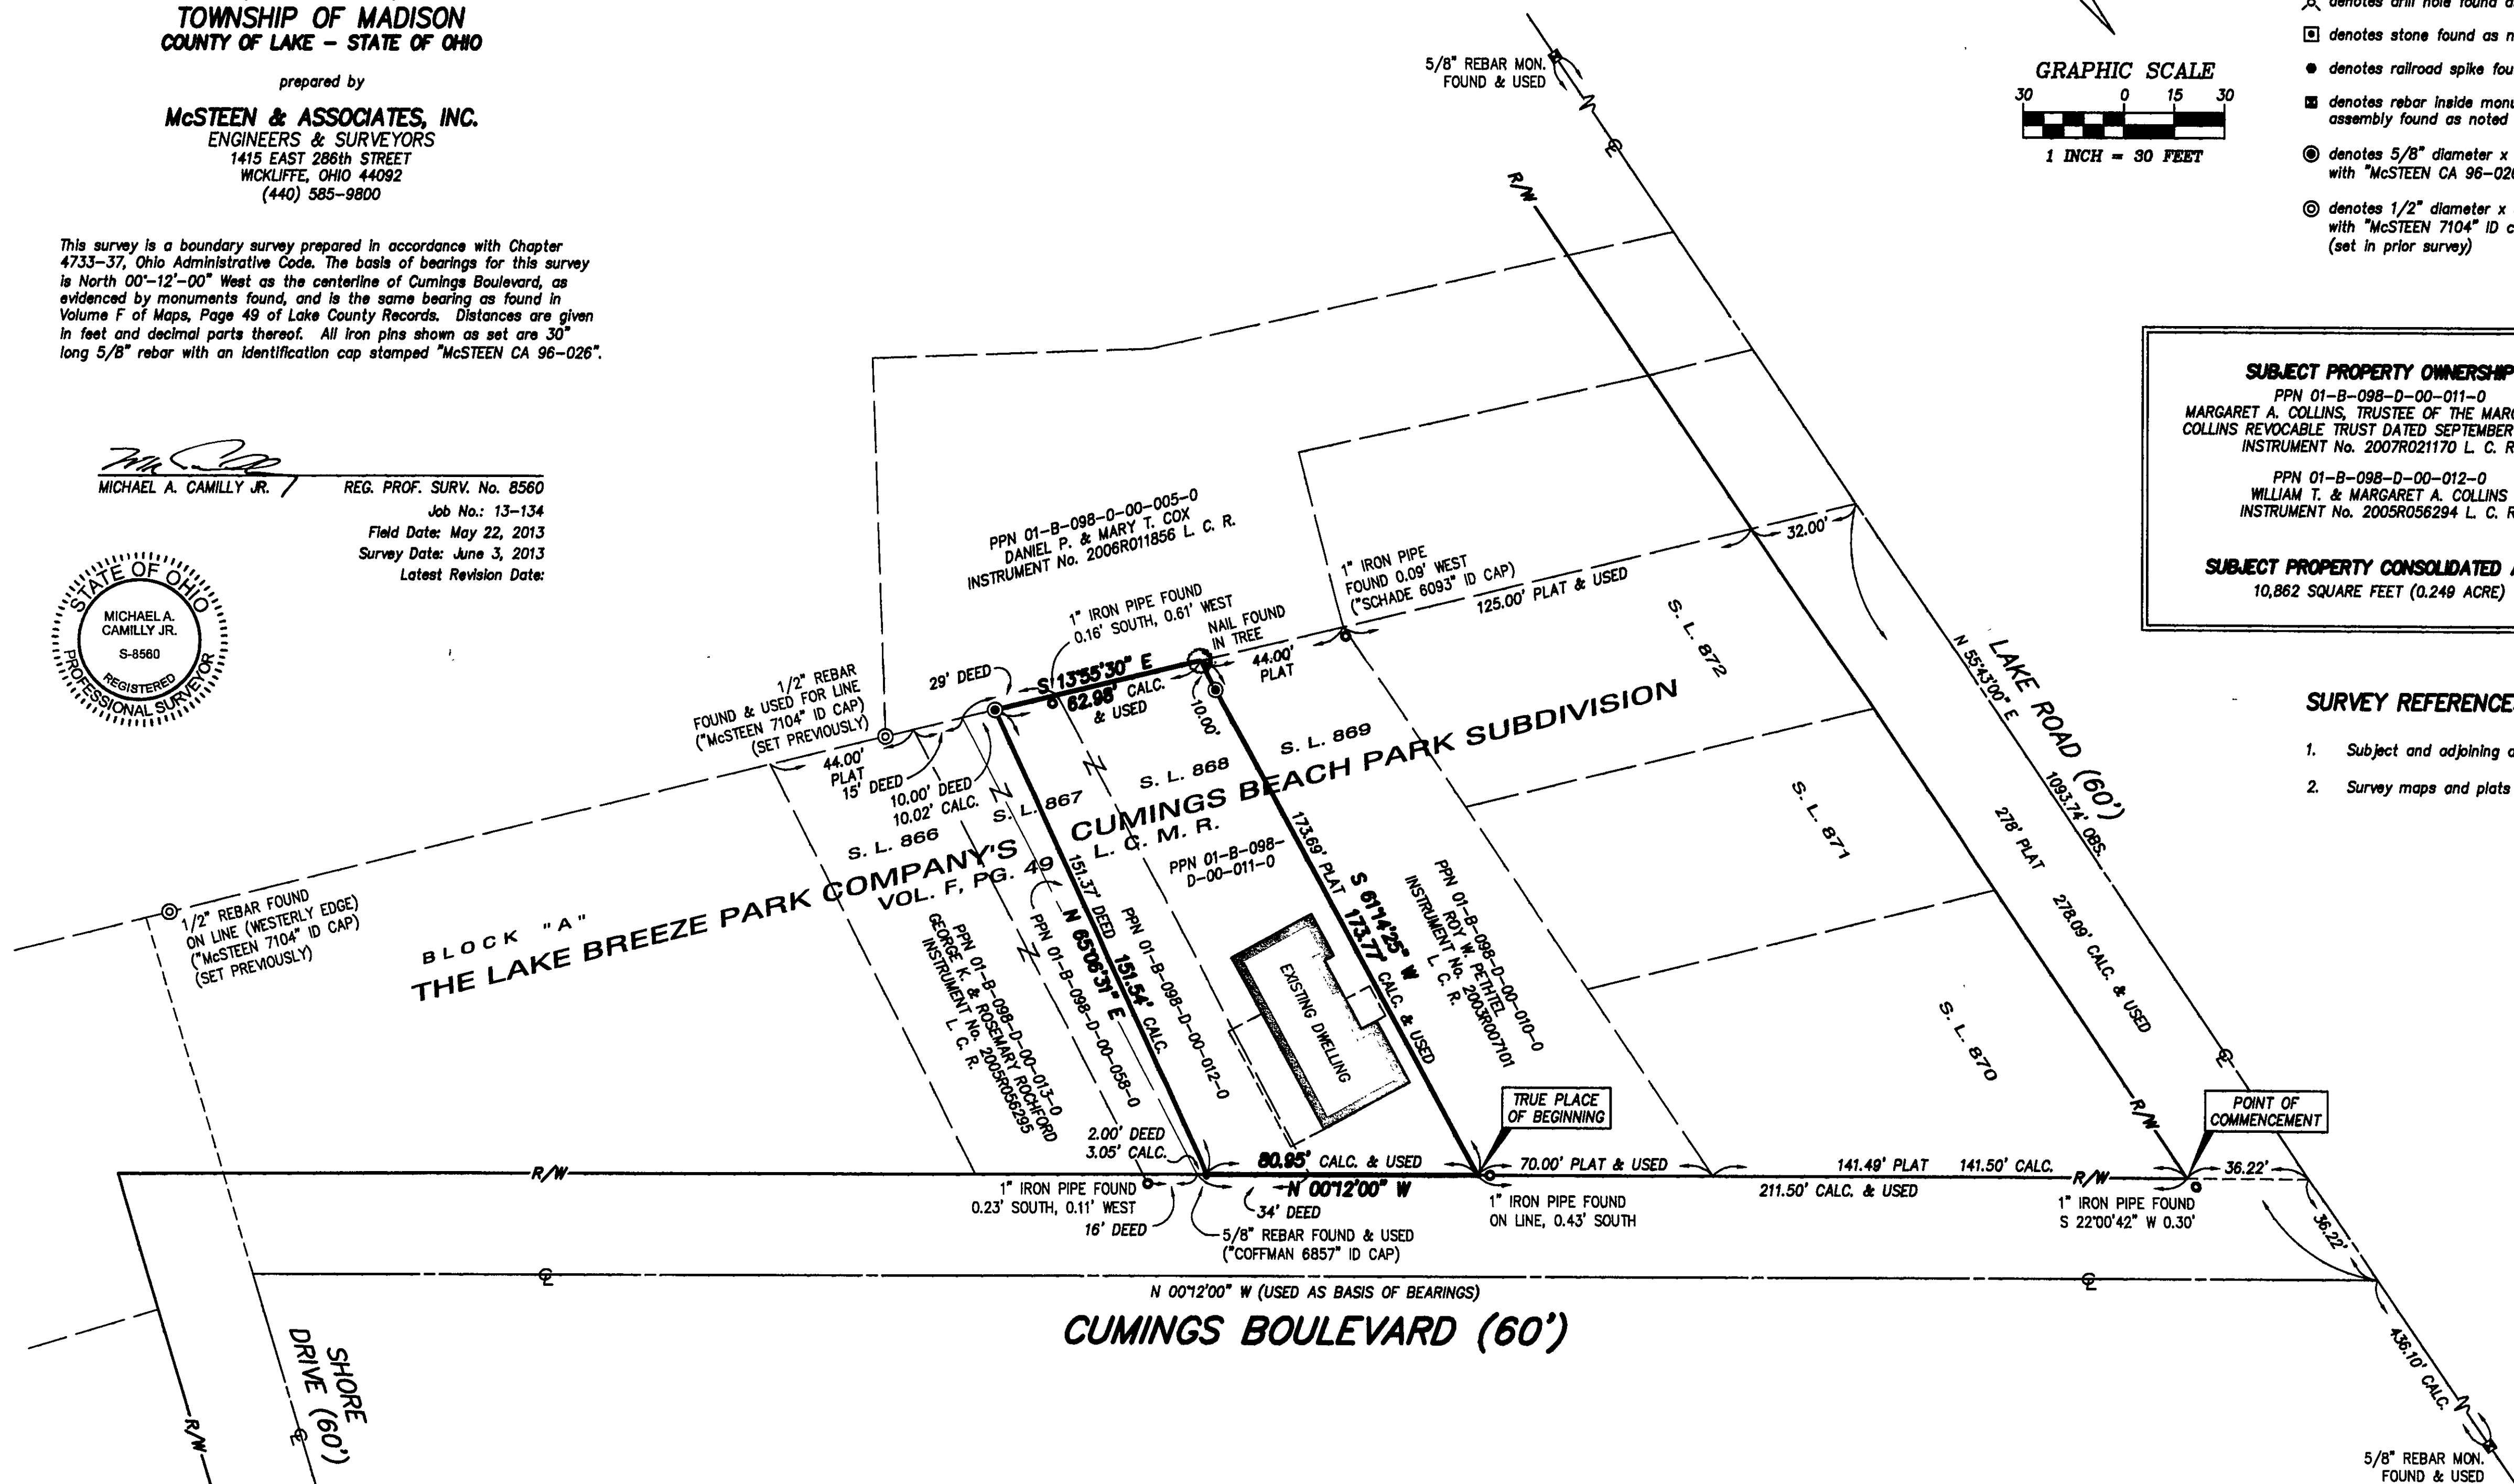 TOWNSHIP OF MADISON
COUNTY OF LAKE - STATE OF OHIO
prepared by
McSTEEN & ASSOCIATES, INC.
ENGINEERS & SURVEYORS
1415 EAST 286th STREET
WICKLIFFE, OHIO 44092
(440) 585-9800
This survey is a boundary survey prepared in accordance with Chapter
4733-37, Ohio Administrative Code. The basis of bearings for this survey
is North 00°-12'-00" West as the centerline of Cumings Boulevard, as
evidenced by monuments found, and is the same bearing as found in
Volume F of Maps, Page 49 of Lake County Records. Distances are given
in feet and decimal parts thereof. All iron pins shown as set are 30"
long 5/8" rebar with an identification cap stamped "McSTEEN CA 96-026".
MICHAEL A. CAMILLY JR.
REG. PROF. SURV. No. 8560
Job No.: 13-134
Field Date: May 22, 2013
Survey Date: June 3, 2013
Latest Revision Date:
STATE OF OHIO
MICHAEL A.
CAMILLY JR.
S-8560
REGISTERED
PROFESSIONAL SURVEYOR
5/8" REBAR MON.
FOUND & USED
R/W
GRAPHIC SCALE
30 0 15 30
1 INCH = 30 FEET
denotes drill hole found
denotes stone found as
denotes railroad spike
denotes rebar inside
assembly found as noted
denotes 5/8" diameter x
with "McSTEEN CA
denotes 1/2" diameter x
with "McSTEEN 7104" ID
(set in prior survey)
SUBJECT PROPERTY OWNERSHIP
PPN 01-B-098-D-00-011-0
MARGARET A. COLLINS, TRUSTEE OF THE
COLLINS REVOCABLE TRUST DATED SEPTEMBER
INSTRUMENT No. 2007R021170 L. C. R
PPN 01-B-098-D-00-012-0
WILLIAM T. & MARGARET A. COLLINS
INSTRUMENT No. 2005R056294 L. C. R
SUBJECT PROPERTY CONSOLIDATED
10,862 SQUARE FEET (0.249 ACRE)
SURVEY REFERENCES
1. Subject and adjoining
2. Survey maps and plats
PPN 01-B-098-D-00-005-0
DANIEL P. & MARY T. COX
INSTRUMENT No. 2006R011856 L. C. R.
1" IRON PIPE FOUND
0.16' SOUTH, 0.61' WEST
NAIL FOUND
IN TREE
1" IRON PIPE
FOUND 0.09' WEST
("SCHADE 6093" ID CAP)
125.00' PLAT & USED
32.00'
44.00'
PLAT
29' DEED
S 13°55'30" E
62.98' CALC.
& USED
10.00'
1/2" REBAR
FOUND & USED FOR LINE
("McSTEEN 7104" ID CAP)
(SET PREVIOUSLY)
44.00'
PLAT
15' DEED
10.00' DEED
10.02' CALC.
S. L. 866
S. L. 867
S. L. 868
S. L. 869
S. L. 872
S. L. 871
S. L. 870
BLOCK "A"
THE LAKE BREEZE PARK COMPANY'S
CUMINGS BEACH PARK SUBDIVISION
VOL. F, PG. 49
L. C. M. R.
PPN 01-B-098-
D-00-011-0
1/2" REBAR FOUND
ON LINE (WESTERLY EDGE)
("McSTEEN 7104" ID CAP)
(SET PREVIOUSLY)
PPN 01-B-098-D-00-013-0
GEORGE K. & ROSEMARY ROCHFORD
INSTRUMENT No. 2005R056295
L. C. R.
PPN 01-B-098-D-00-058-0
151.37' DEED 151.54' CALC.
N 65°06'31" E
PPN 01-B-098-D-00-012-0
EXISTING DWELLING
173.69' PLAT 173.77' CALC. & USED
S 61°14'25" W
PPN 01-B-098-D-00-010-0
ROY W. PETHTEL
INSTRUMENT No. 2003R007101
L. C. R.
LAKE ROAD (60')
N 55°43'00" E 1093.74' OBS.
278' PLAT 278.09' CALC. & USED
R/W
TRUE PLACE
OF BEGINNING
POINT OF
COMMENCEMENT
2.00' DEED
3.05' CALC.
R/W
80.95' CALC. & USED
N 00°12'00" W
70.00' PLAT & USED
141.49' PLAT 141.50' CALC.
R/W
36.22'
211.50' CALC. & USED
1" IRON PIPE FOUND
0.23' SOUTH, 0.11' WEST
16' DEED
34' DEED
5/8" REBAR FOUND & USED
("COFFMAN 6857" ID CAP)
1" IRON PIPE FOUND
ON LINE, 0.43' SOUTH
1" IRON PIPE FOUND
S 22°00'42" W 0.30'
36.22'
N 00°12'00" W (USED AS BASIS OF BEARINGS)
CUMINGS BOULEVARD (60')
SHORE
DRIVE (60')
R/W
436.10' CALC.
5/8" REBAR MON.
FOUND & USED